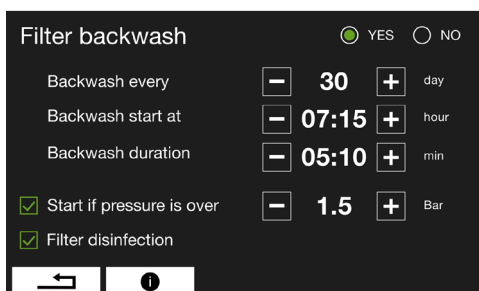 Filter backwash YES NO
Backwash every − 30 + day
Backwash start at − 07:15 + hour
Backwash duration − 05:10 + min
Start if pressure is over − 1.5 + Bar
Filter disinfection
i